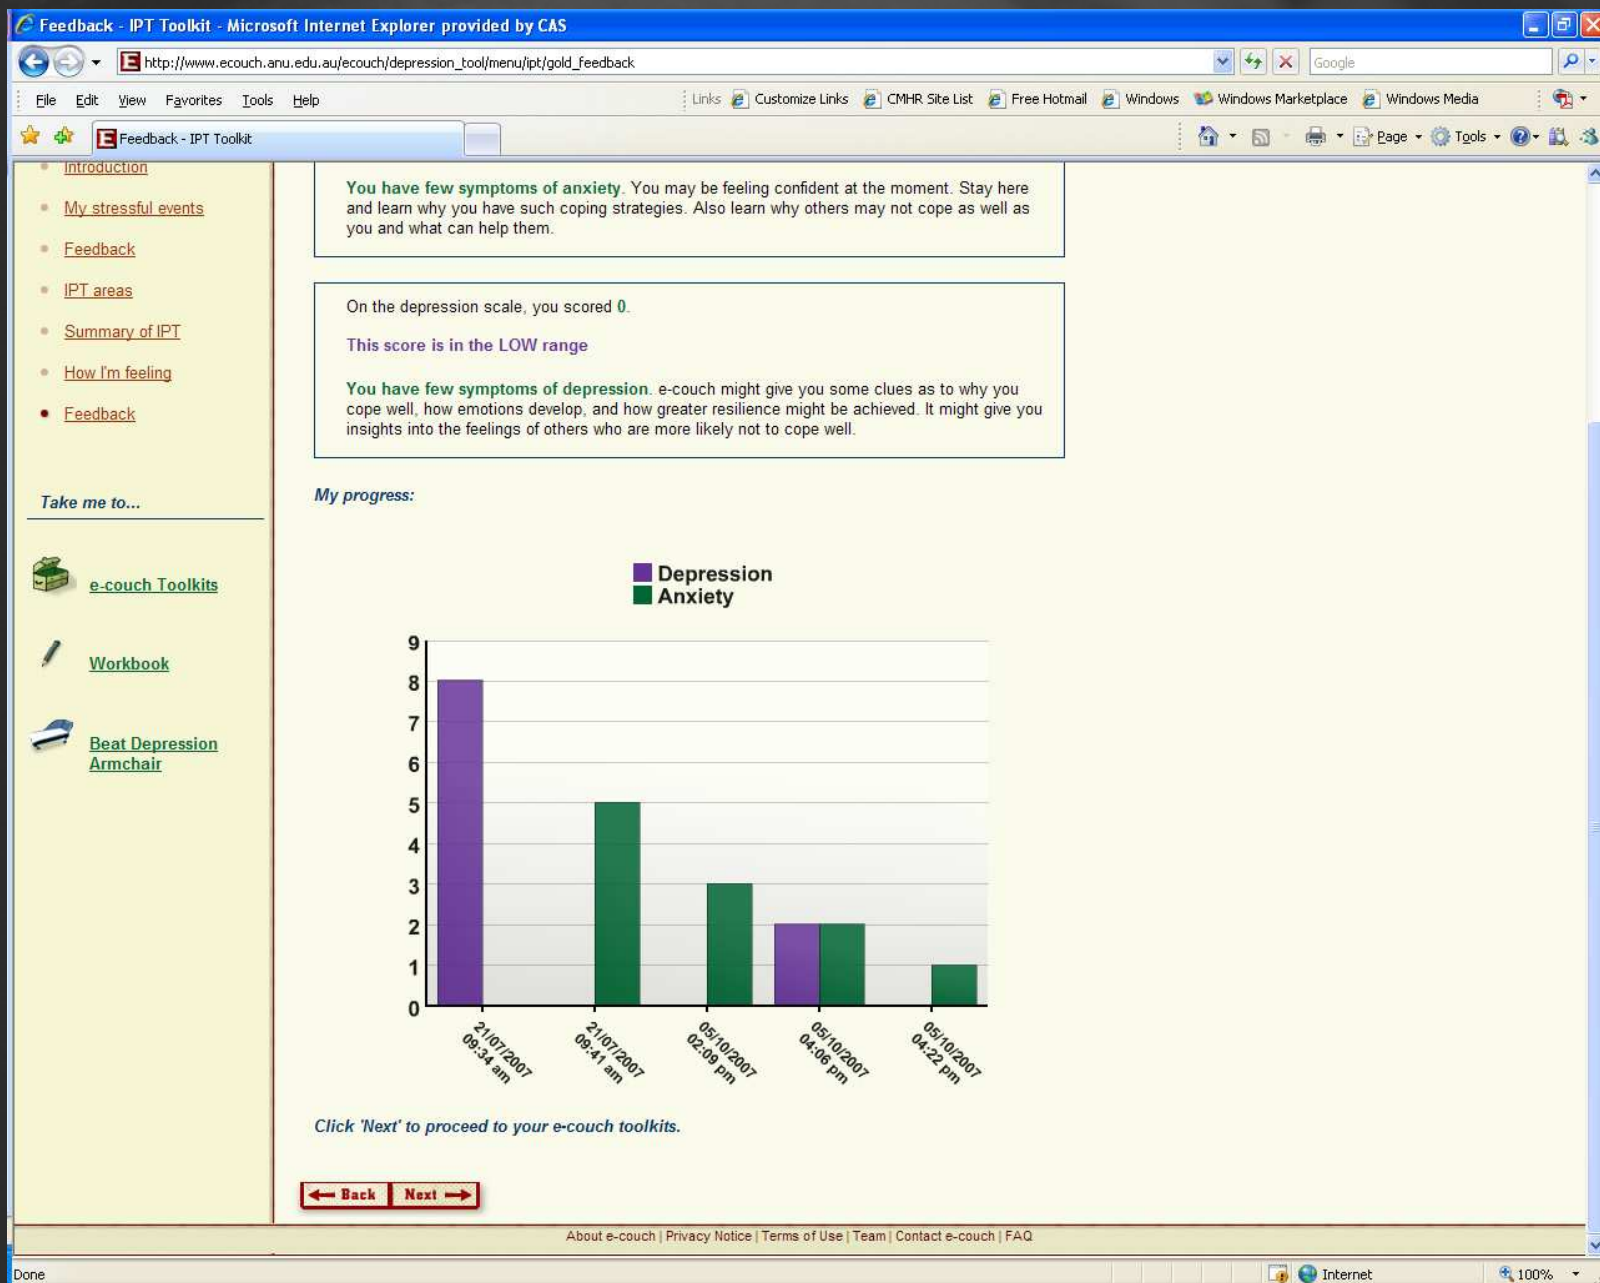 Feedback - IPT Toolkit - Microsoft Internet Explorer provided by CAS
http://www.ecouch.anu.edu.au/ecouch/depression_tool/menu/ipt/gold_feedback
Google
File Edit View Favorites Tools Help
Links Customize Links CMHR Site List Free Hotmail Windows Windows Marketplace Windows Media
Feedback - IPT Toolkit
Page Tools
Introduction
My stressful events
Feedback
IPT areas
Summary of IPT
How I'm feeling
Feedback
Take me to...
e-couch Toolkits
Workbook
Beat Depression
Armchair
You have few symptoms of anxiety. You may be feeling confident at the moment. Stay here
and learn why you have such coping strategies. Also learn why others may not cope as well as
you and what can help them.
On the depression scale, you scored 0.
This score is in the LOW range
You have few symptoms of depression. e-couch might give you some clues as to why you
cope well, how emotions develop, and how greater resilience might be achieved. It might give you
insights into the feelings of others who are more likely not to cope well.
My progress:
Depression
Anxiety
9
8
7
6
5
4
3
2
1
0
21/07/2007
09:34 am
21/07/2007
09:41 am
05/10/2007
02:09 pm
05/10/2007
04:06 pm
05/10/2007
04:22 pm
Click 'Next' to proceed to your e-couch toolkits.
Back Next
About e-couch | Privacy Notice | Terms of Use | Team | Contact e-couch | FAQ
Done
Internet
100%